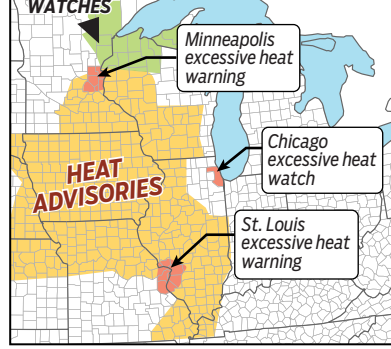 WATCHES
Minneapolis
excessive heat
warning
Chicago
excessive heat
watch
HEAT
ADVISORIES
St. Louis
excessive heat
warning